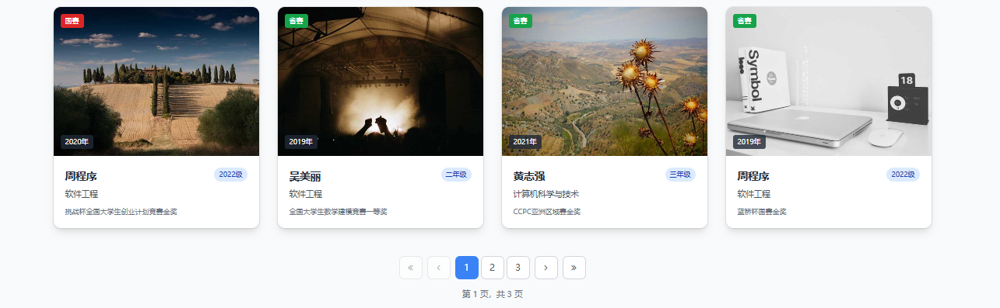 国赛
2020年
周程序
2022级
软件工程
挑战杯全国大学生创业计划竞赛金奖
省赛
2019年
吴美丽
二年级
软件工程
全国大学生数学建模竞赛一等奖
省赛
2021年
黄志强
三年级
计算机科学与技术
CCPC亚洲区域赛金奖
省赛
Symbol
18
2019年
周程序
2022级
软件工程
蓝桥杯国赛金奖
« ‹ 1 2 3 › »
第 1 页, 共 3 页